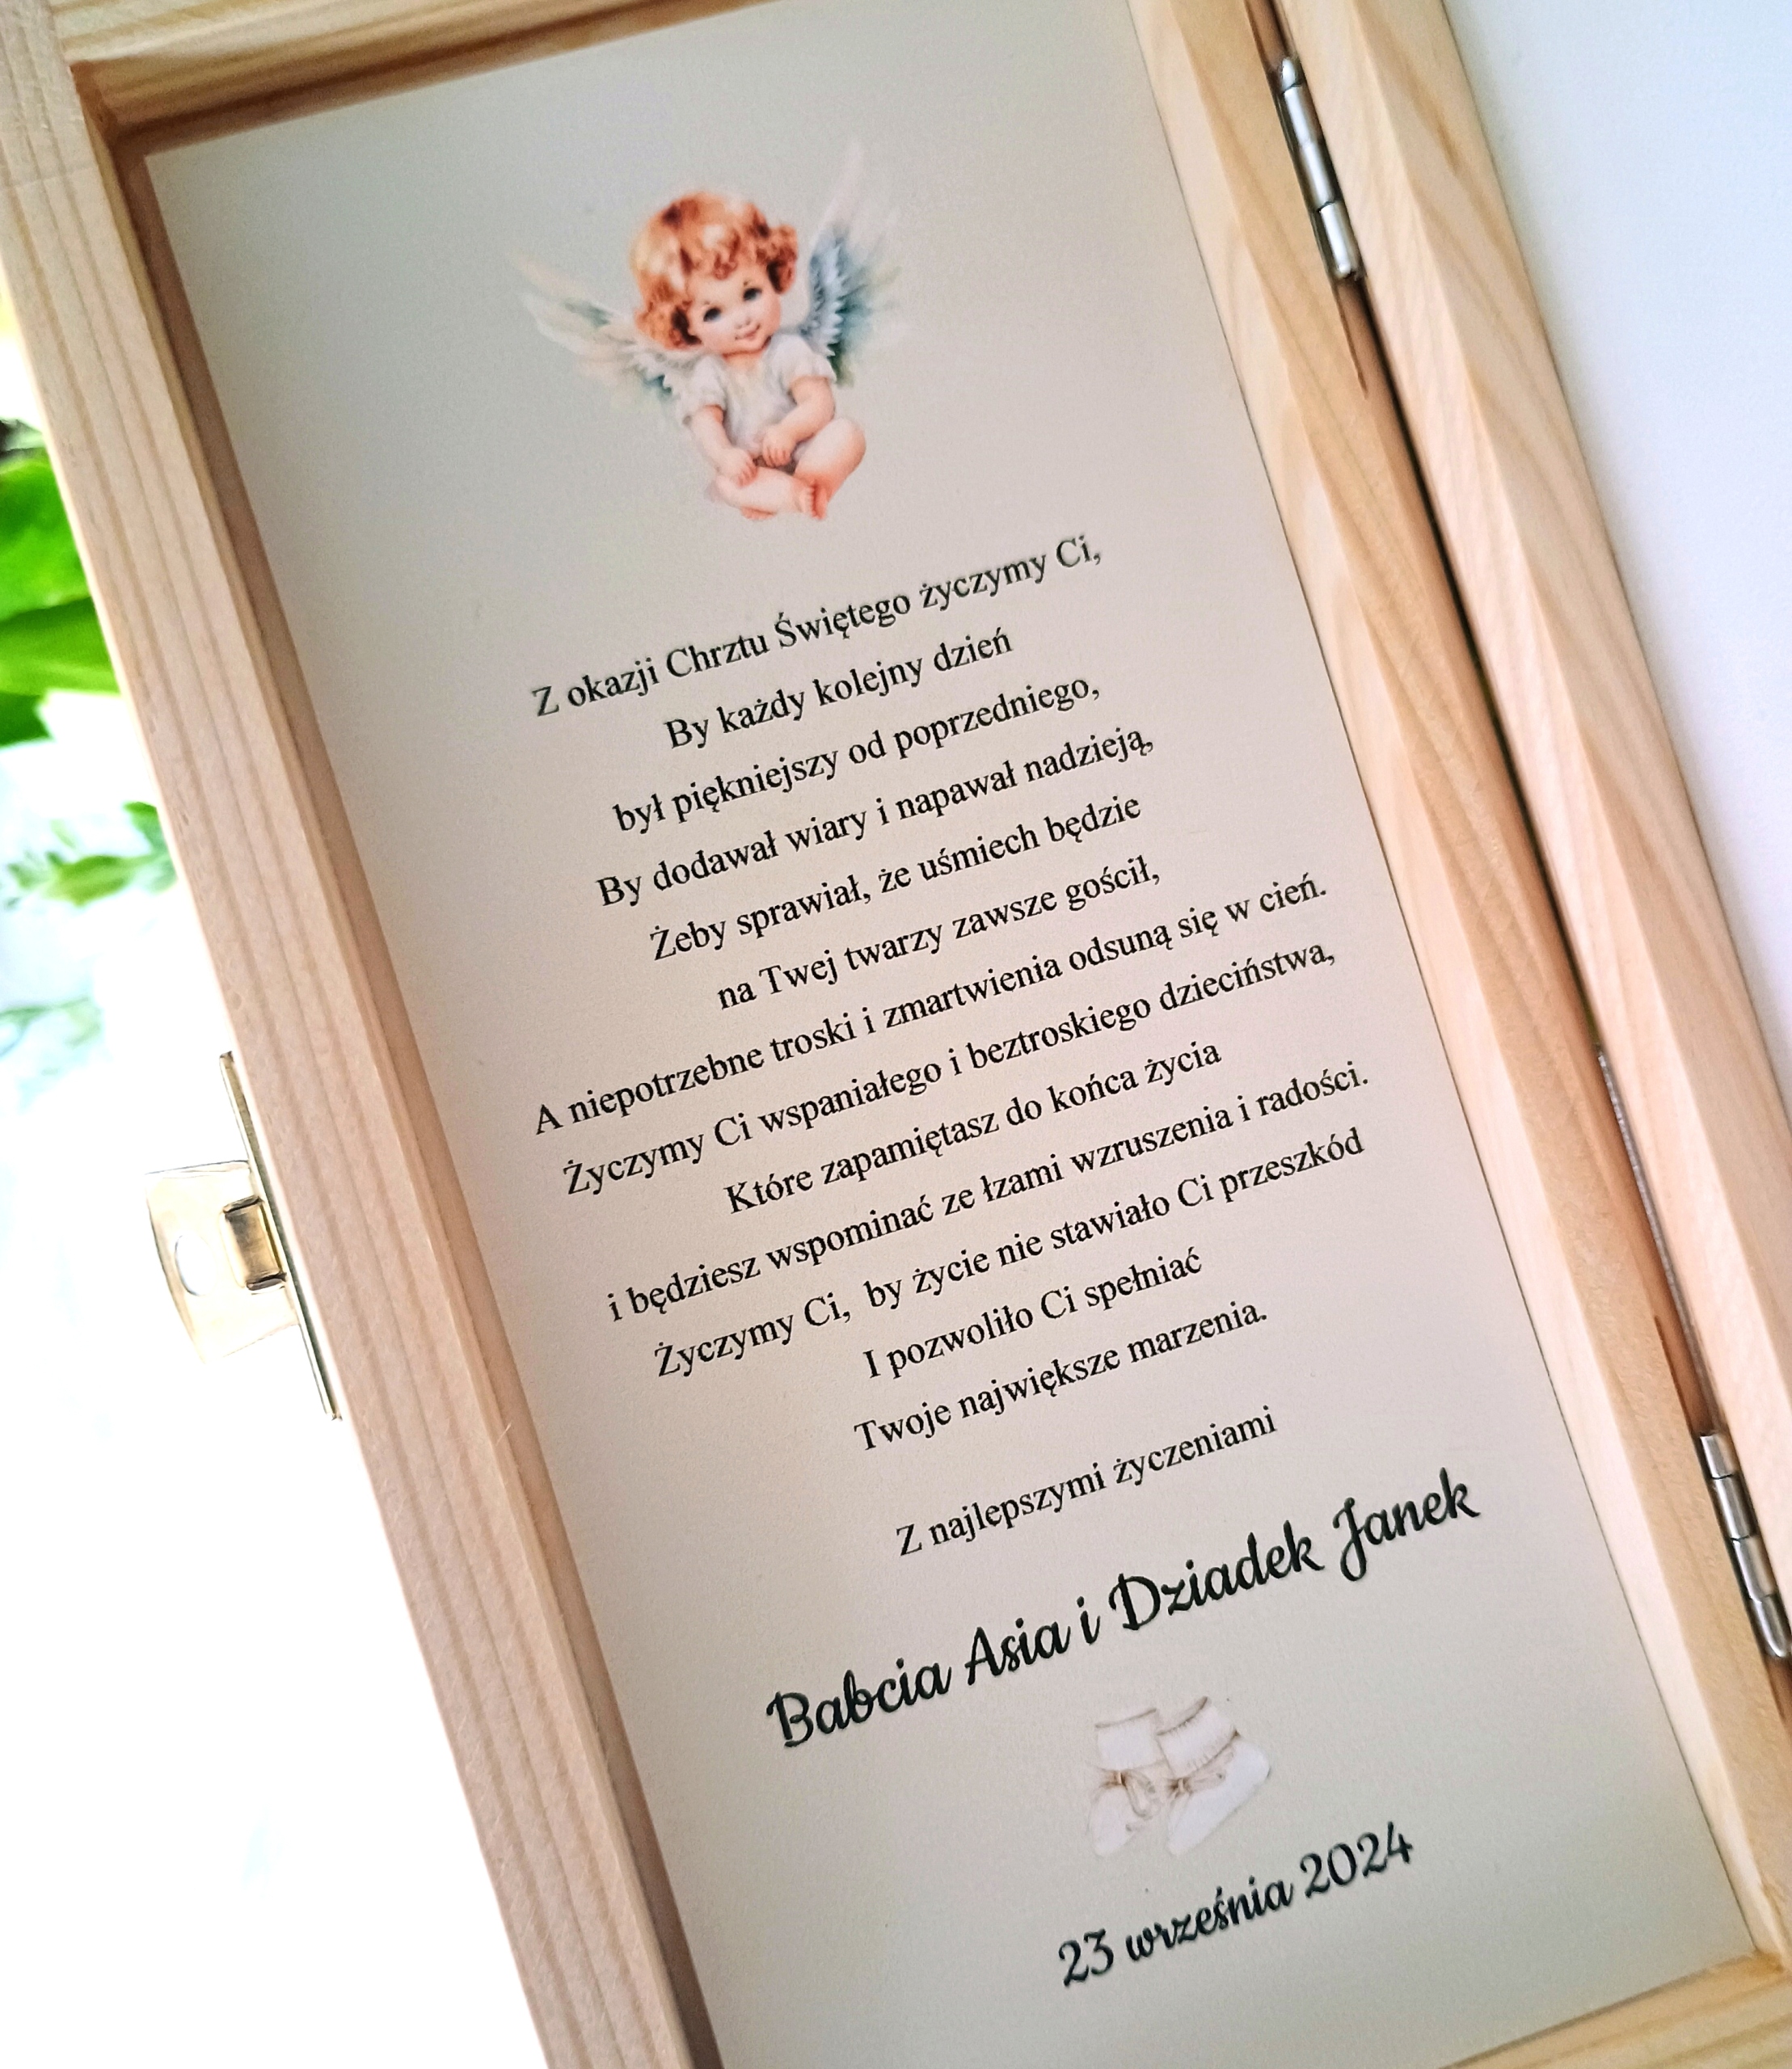 Z okazji Chrztu Świętego życzymy Ci,
By każdy kolejny dzień
był piękniejszy od poprzedniego,
By dodawał wiary i napawał nadzieją,
Żeby sprawiał, że uśmiech będzie
na Twej twarzy zawsze gościł,
A niepotrzebne troski i zmartwienia odsuną się w cień.
Życzymy Ci wspaniałego i beztroskiego dzieciństwa,
Które zapamiętasz do końca życia
i będziesz wspominać ze łzami wzruszenia i radości.
Życzymy Ci, by życie nie stawiało Ci przeszkód
I pozwoliło Ci spełniać
Twoje największe marzenia.
Z najlepszymi życzeniami
Babcia Asia i Dziadek Janek
23 września 2024